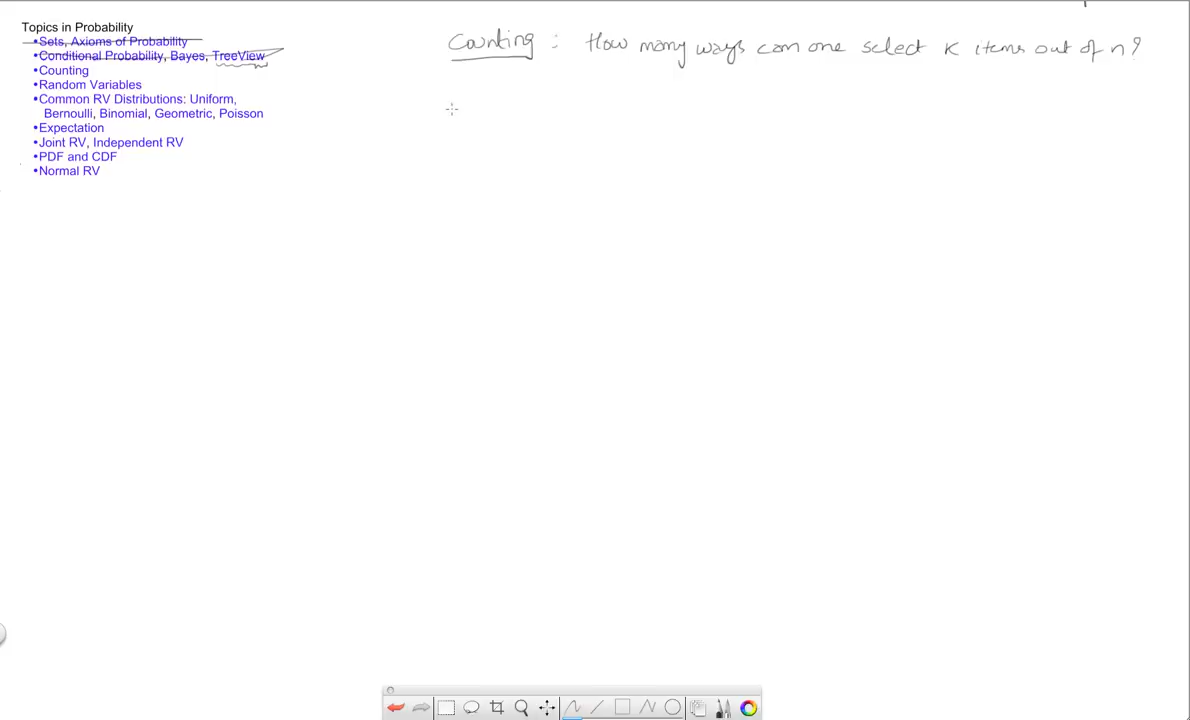 Topics in Probability
•Sets, Axioms of Probability
•Conditional Probability, Bayes, TreeView
•Counting
•Random Variables
•Common RV Distributions: Uniform,
Bernoulli, Binomial, Geometric, Poisson
•Expectation
•Joint RV, Independent RV
•PDF and CDF
•Normal RV
Counting : How many ways can one select k items out of n?